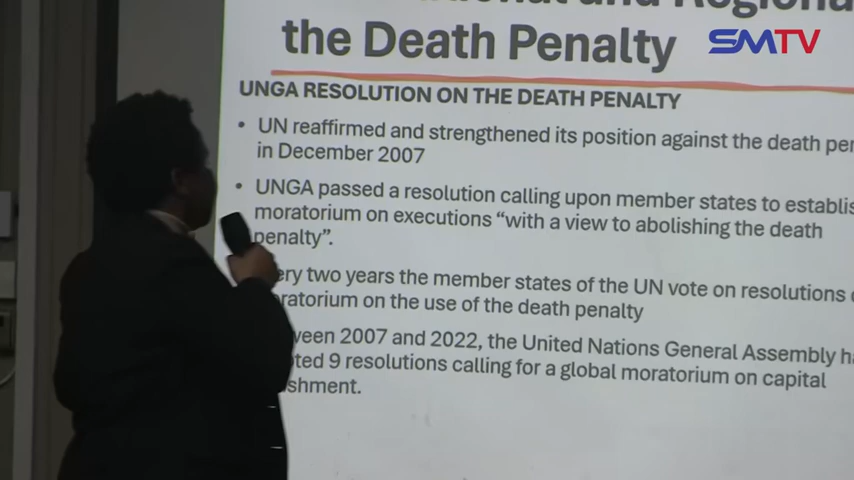 and Regional
the Death Penalty
SMTV
UNGA RESOLUTION ON THE DEATH PENALTY
• UN reaffirmed and strengthened its position against the death
in December 2007
• UNGA passed a resolution calling upon member states to
moratorium on executions “with a view to abolishing the death
penalty”.
two years the member states of the UN vote on resolutions
on the use of the death penalty
2007 and 2022, the United Nations General Assembly
9 resolutions calling for a global moratorium on capital